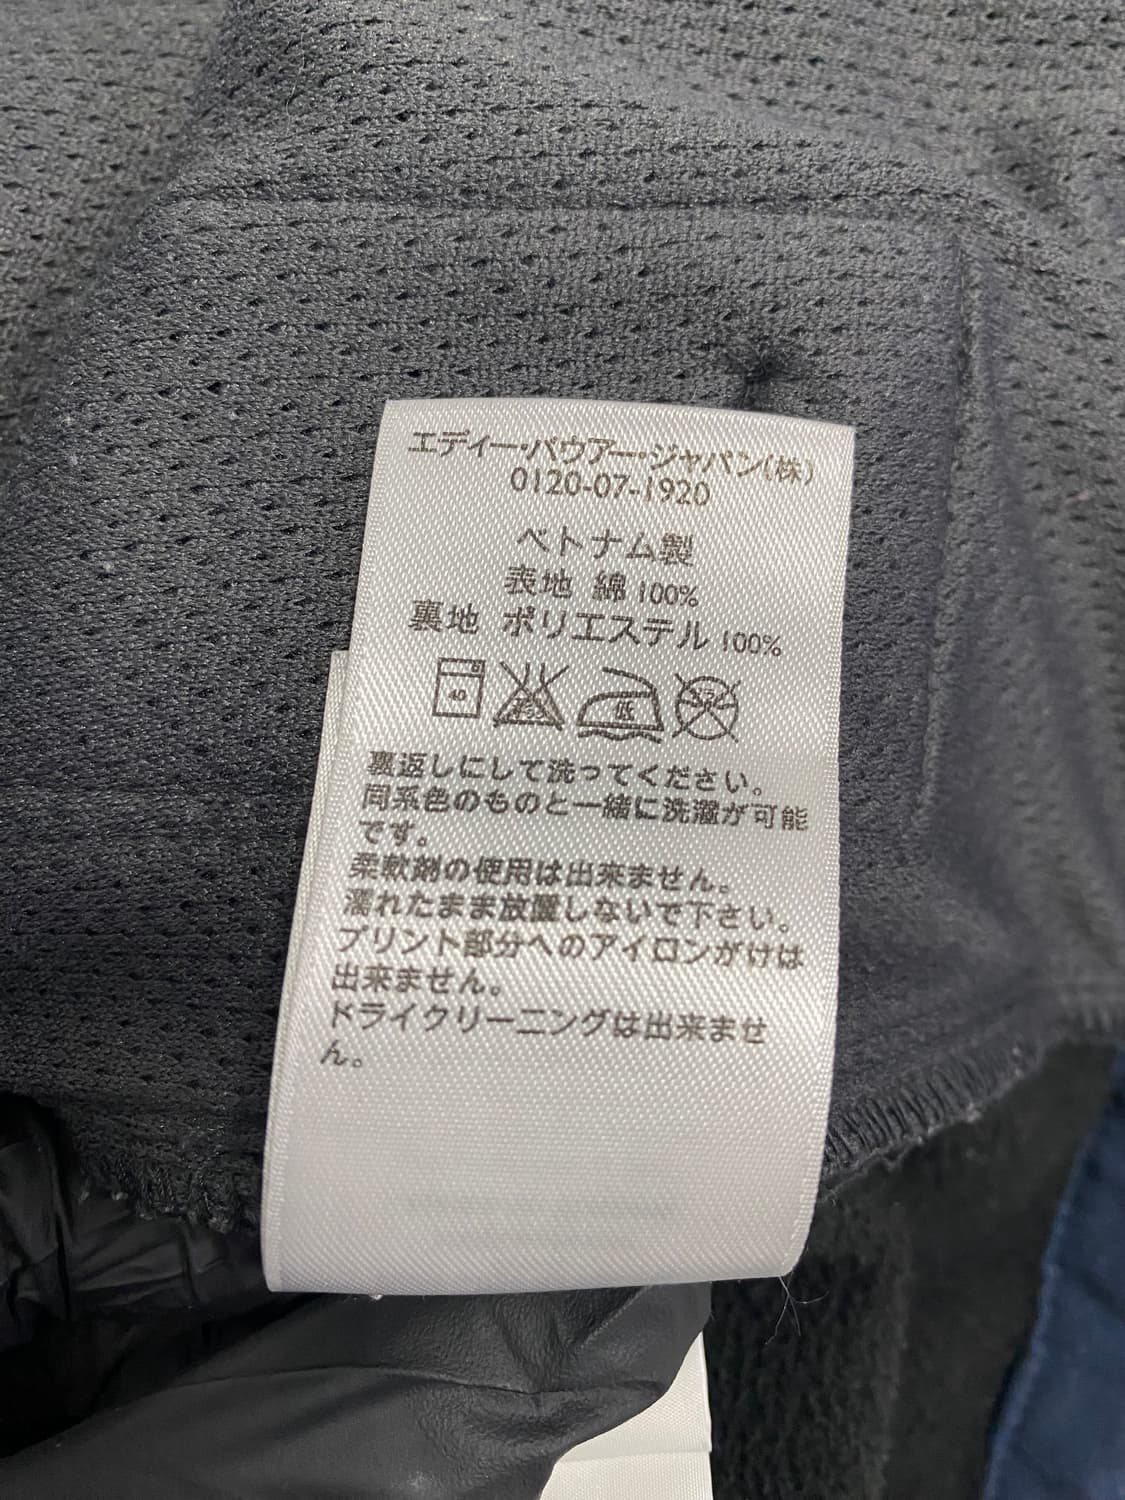 エディー・バウアー・ジャパン(株)
0120-07-1920
ベトナム製
表地 綿 100%
裏地 ポリエステル 100%
40
低
裏返しにして洗ってください。
同系色のものと一緒に洗濯が可能
です。
柔軟剤の使用は出来ません。
濡れたまま放置しないで下さい。
プリント部分へのアイロンがけは
出来ません。
ドライクリーニングは出来ませ
ん。